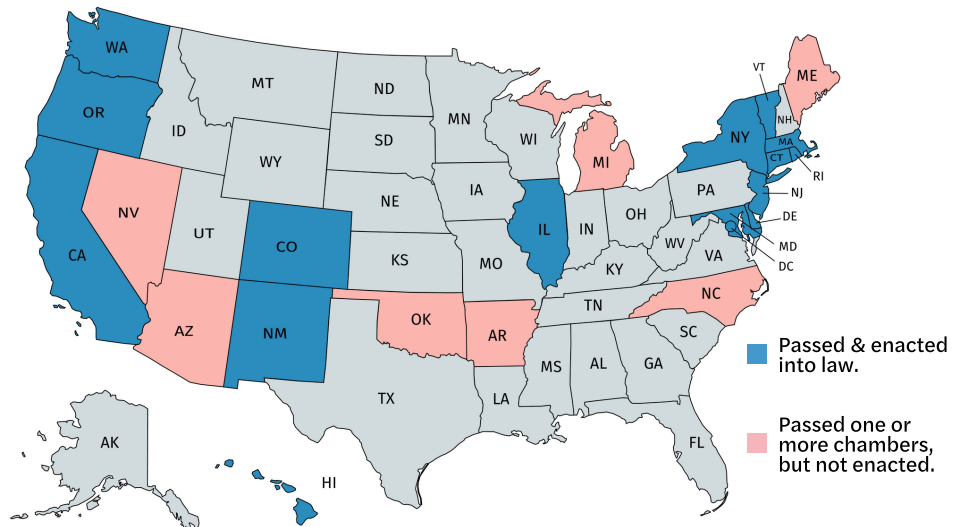 WA
MT
ND
MN
ME
VT
OR
ID
SD
WI
NH
NY
MA
WY
MI
CT
RI
IA
PA
NJ
NV
NE
OH
DE
UT
CO
IL
IN
WV
MD
CA
KS
MO
KY
VA
DC
NC
TN
OK
AZ
NM
AR
SC
MS
AL
GA
TX
LA
AK
FL
HI
Passed & enacted
into law.
Passed one or
more chambers,
but not enacted.